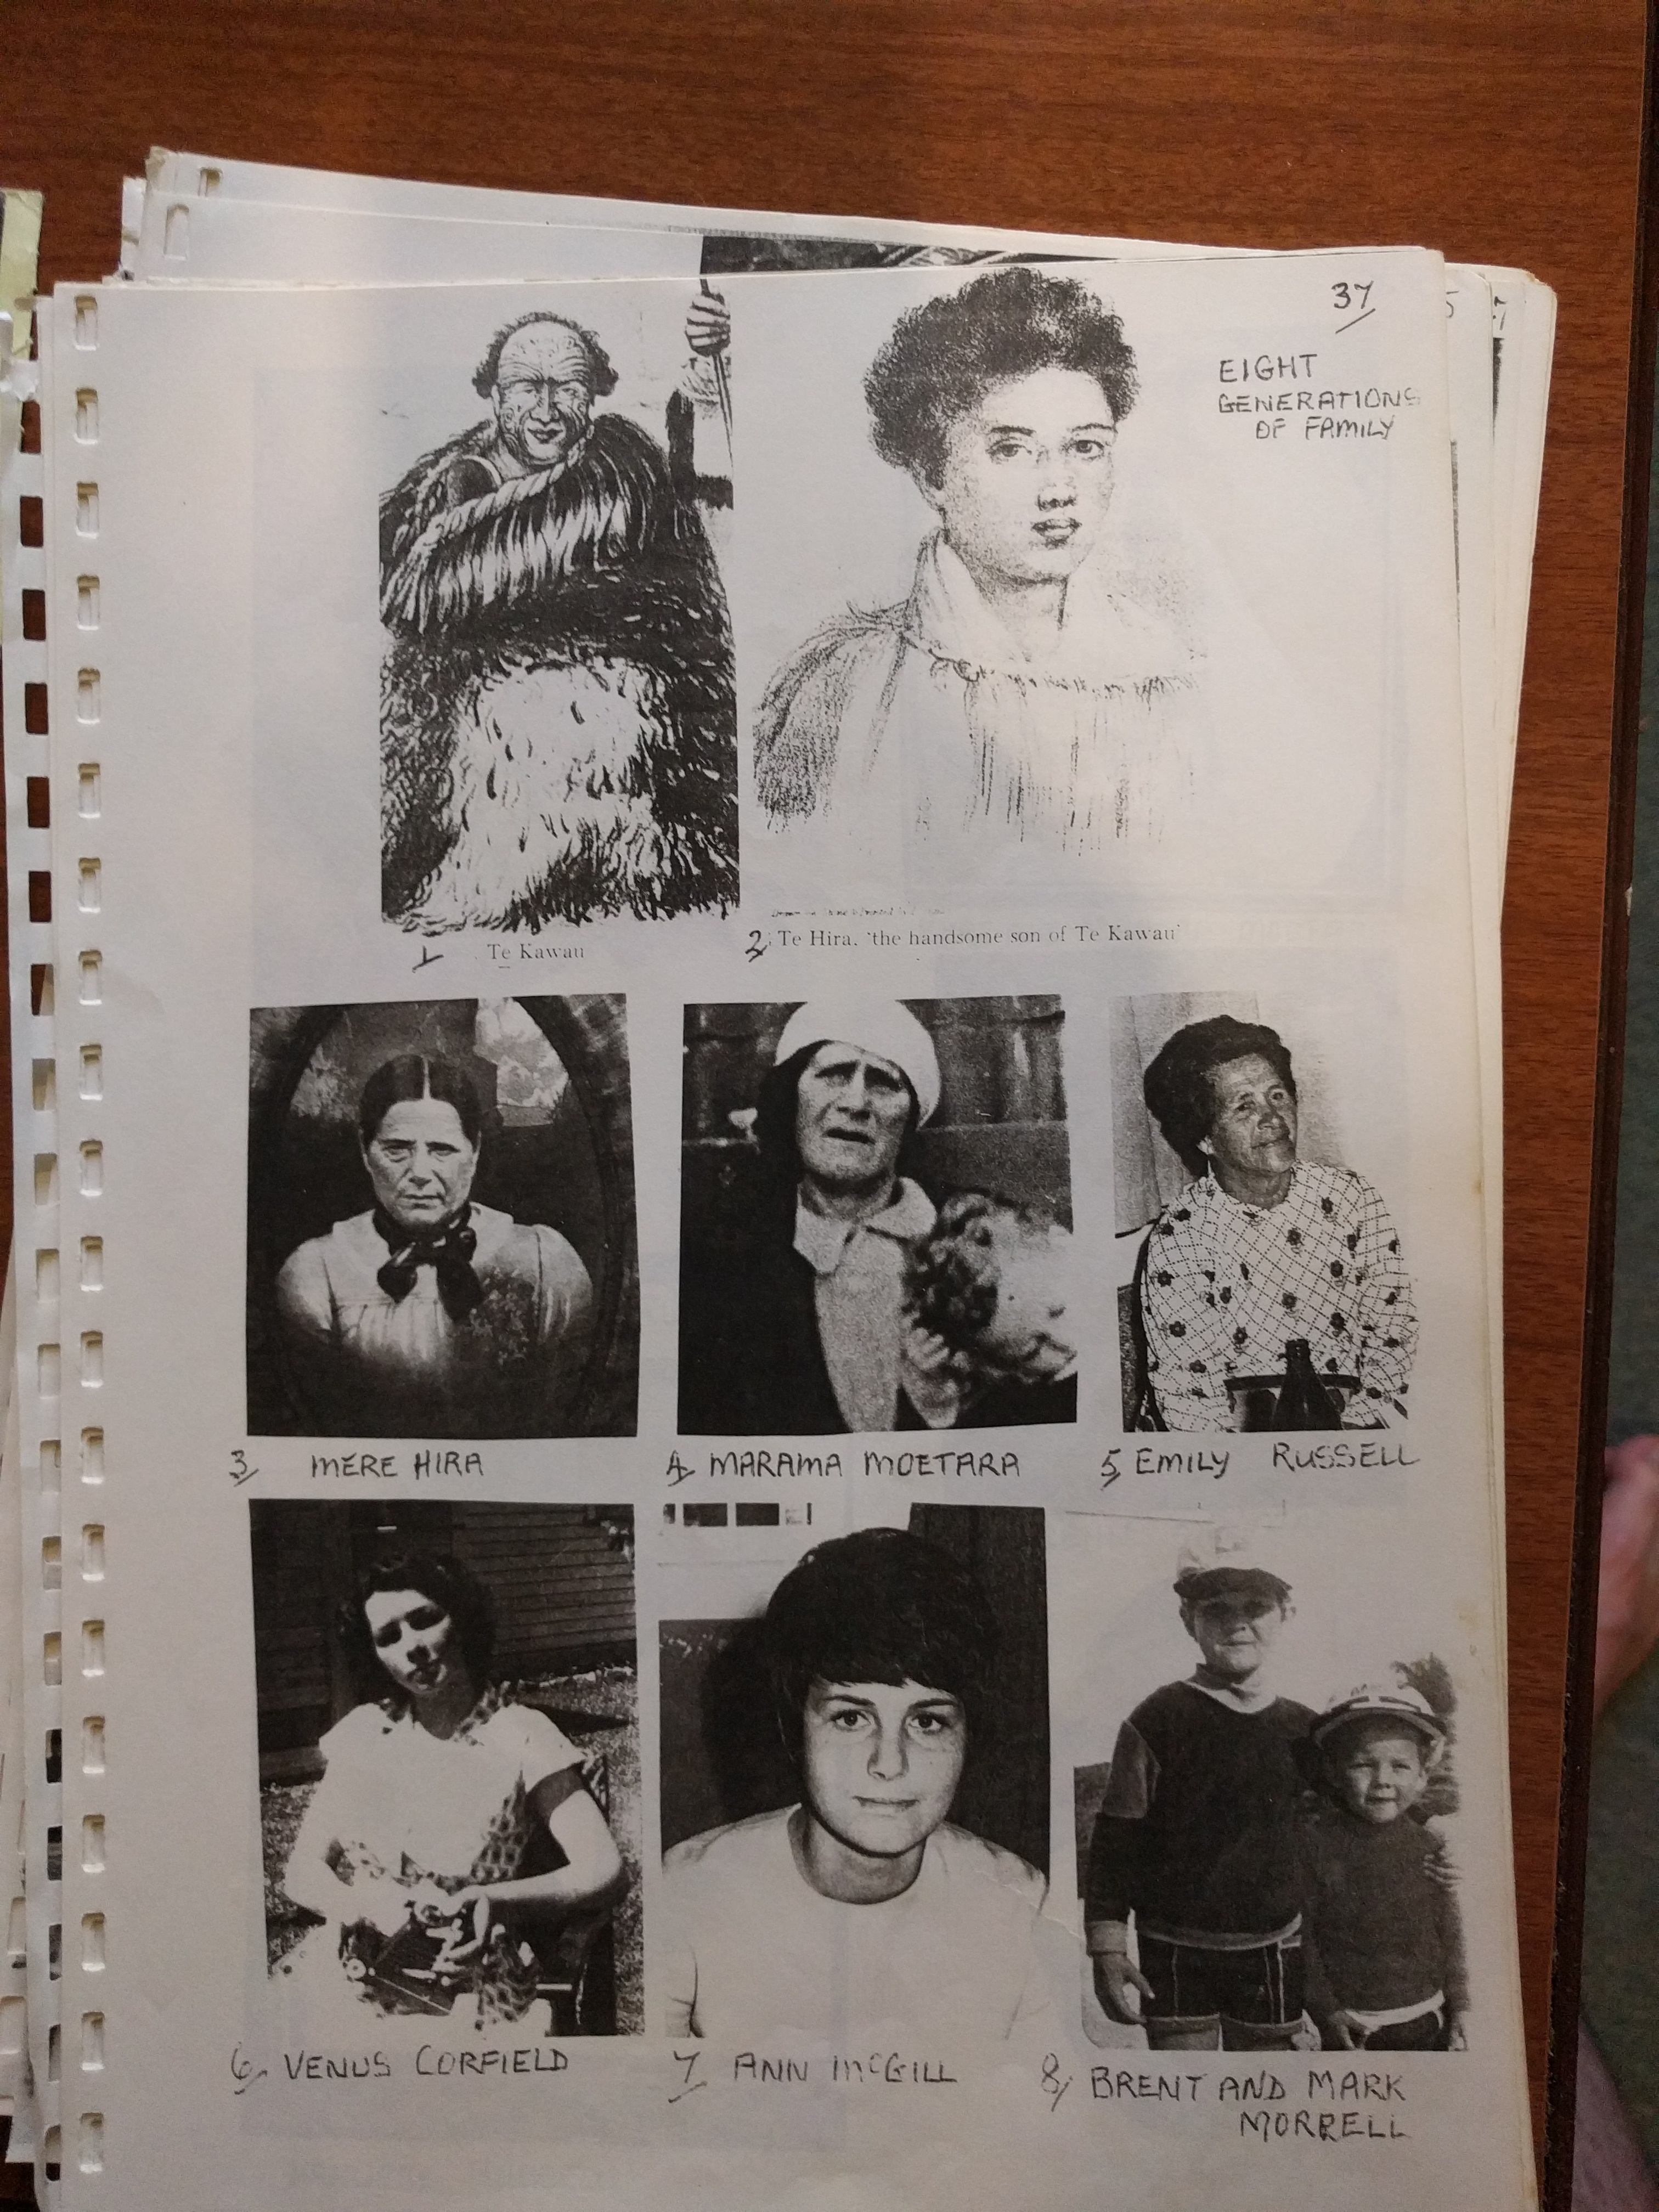 37
EIGHT
GENERATIONS
OF FAMILY
1 Te Kawau
2, Te Hira, 'the handsome son of Te Kawau'
3, MERE HIRA
4, MARAMA MOETARA
5, EMILY RUSSELL
6, VENUS CORFIELD
7, ANN McGILL
8, BRENT AND MARK
MORRELL